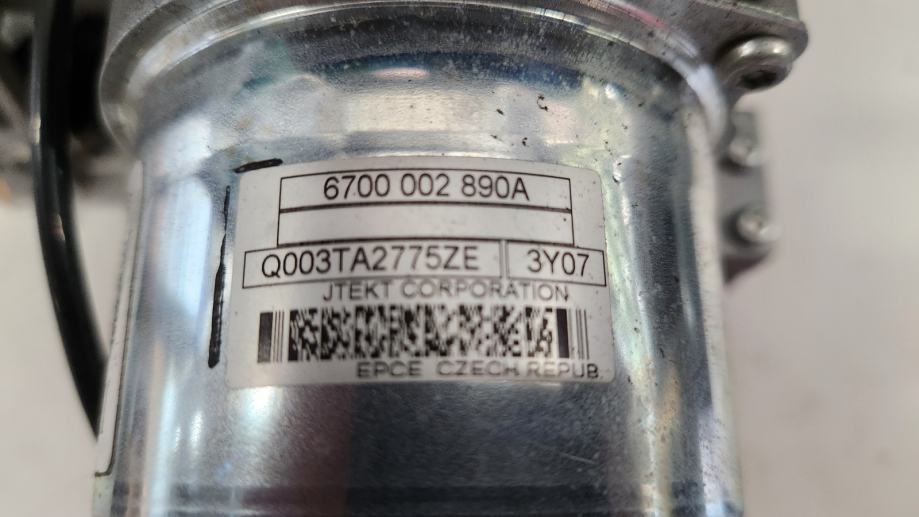 6700 002 890A
Q003TA2775ZE 3Y07
JTEKT CORPORATION
EPCE CZECH REPUB.